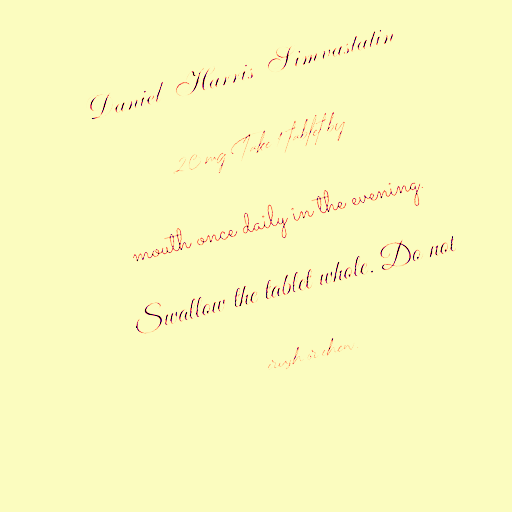 Daniel Harris Simvastatin
20 mg Take 1 tablet by
mouth once daily in the evening.
Swallow the tablet whole. Do not
crush or chew.